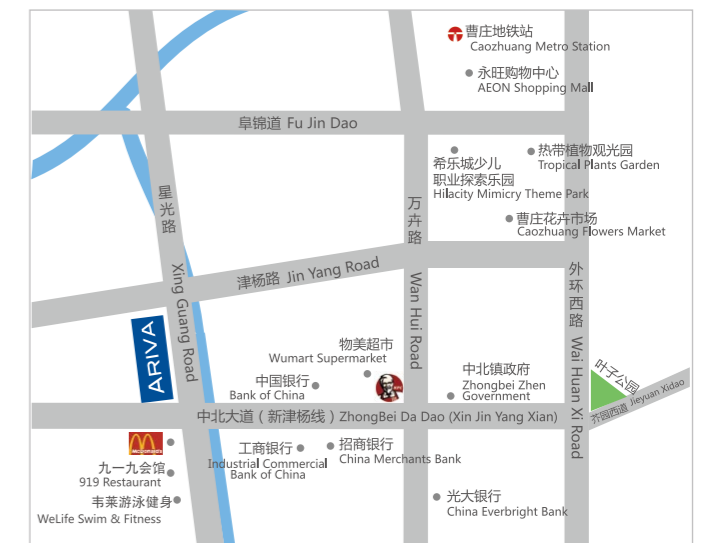 曹庄地铁站
Caozhuang Metro Station
永旺购物中心
AEON Shopping Mall
阜锦道 Fu Jin Dao
希乐城少儿
职业探索乐园
Hilacity Mimicry Theme Park
热带植物观光园
Tropical Plants Garden
曹庄花卉市场
Caozhuang Flowers Market
星光路 Xing Guang Road
万卉路 Wan Hui Road
外环西路 Wai Huan Xi Road
津杨路 Jin Yang Road
ARIVA
物美超市
Wumart Supermarket
中国银行
Bank of China
KFC
中北镇政府
Zhongbei Zhen
Government
叶子公园
芥园西道 Jieyuan Xidao
中北大道（新津杨线）ZhongBei Da Dao (Xin Jin Yang Xian)
McDonald's
九一九会馆
919 Restaurant
韦莱游泳健身
WeLife Swim & Fitness
工商银行
Industrial Commercial
Bank of China
招商银行
China Merchants Bank
光大银行
China Everbright Bank